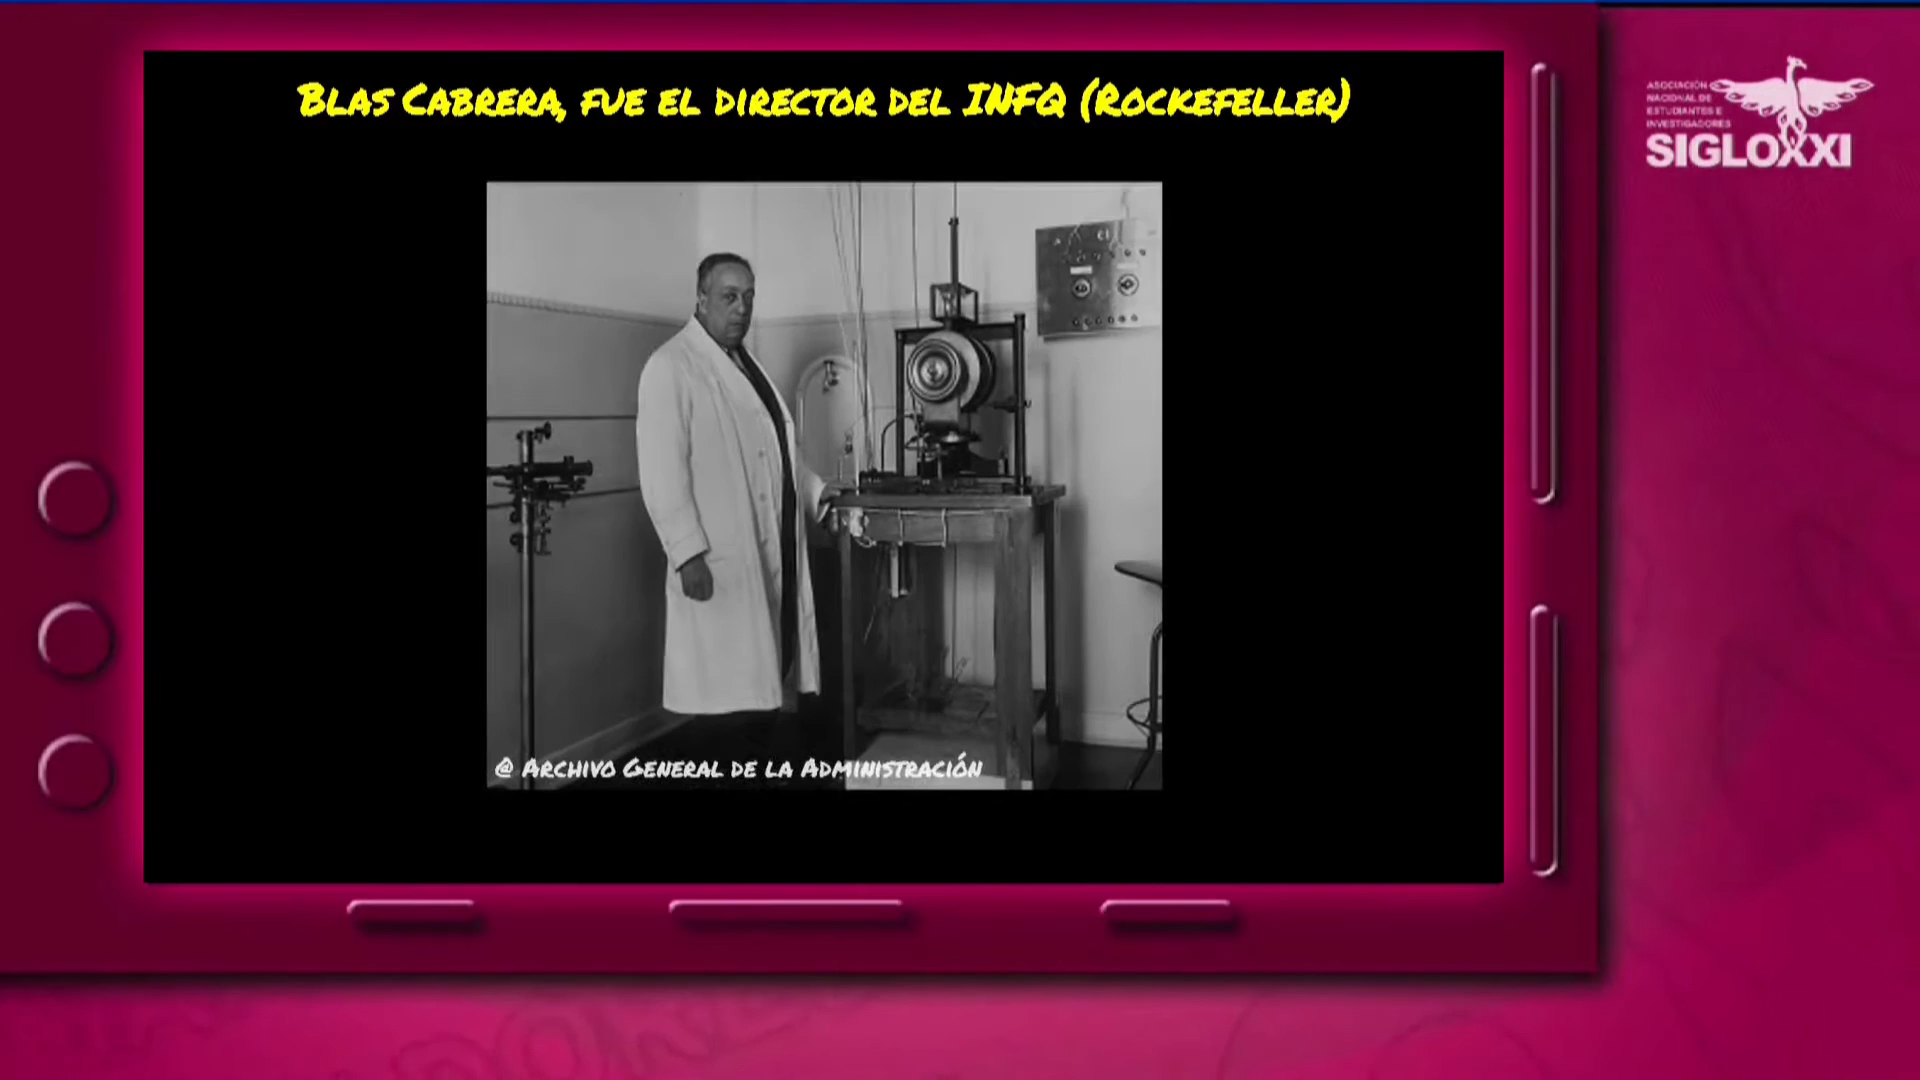 Blas Cabrera, fue el director del INFQ (Rockefeller)
ASOCIACIÓN
NACIONAL DE
ESTUDIANTES E
INVESTIGADORES
SIGLOXXI
@ Archivo General de la Administración